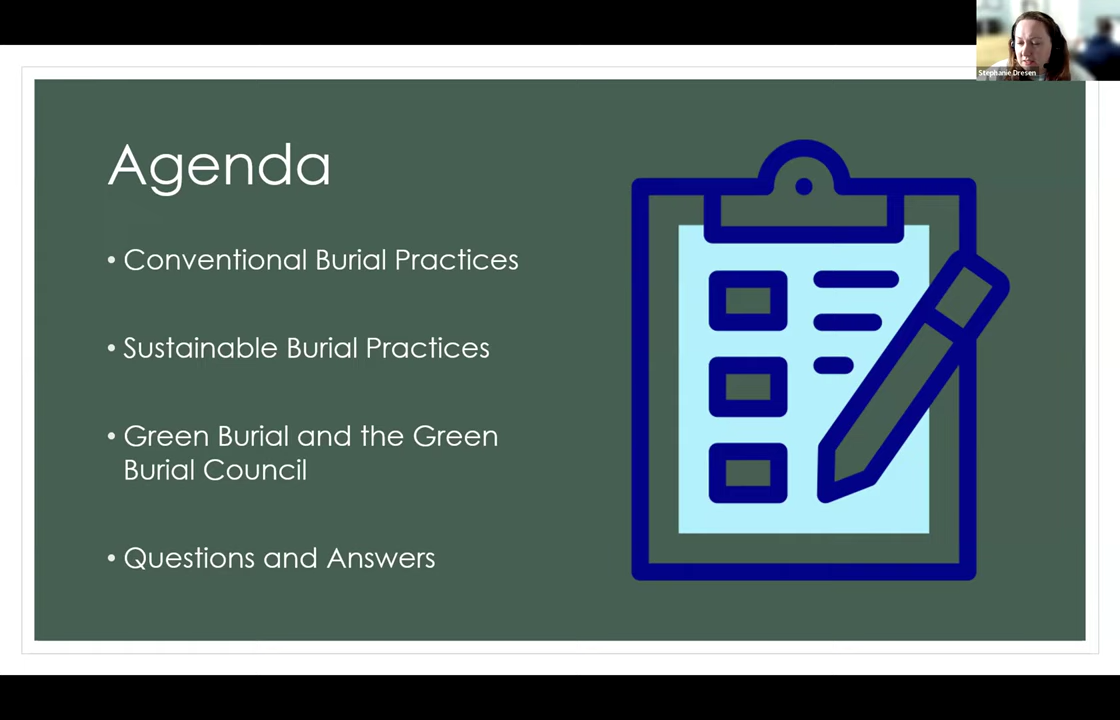 Stephanie Dresen
Agenda
• Conventional Burial Practices
• Sustainable Burial Practices
• Green Burial and the Green
Burial Council
• Questions and Answers